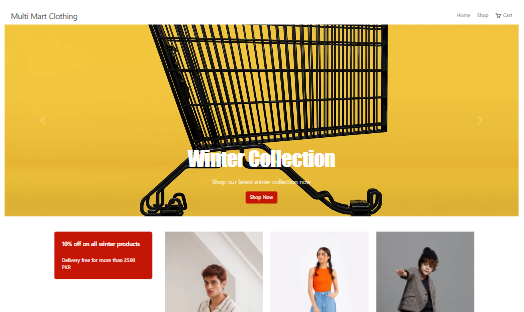 Multi Mart Clothing
Home Shop Cart
Winter Collection
Shop our latest winter collection now
Shop Now
10% off on all winter products
Delivery free for more than 2500
PKR